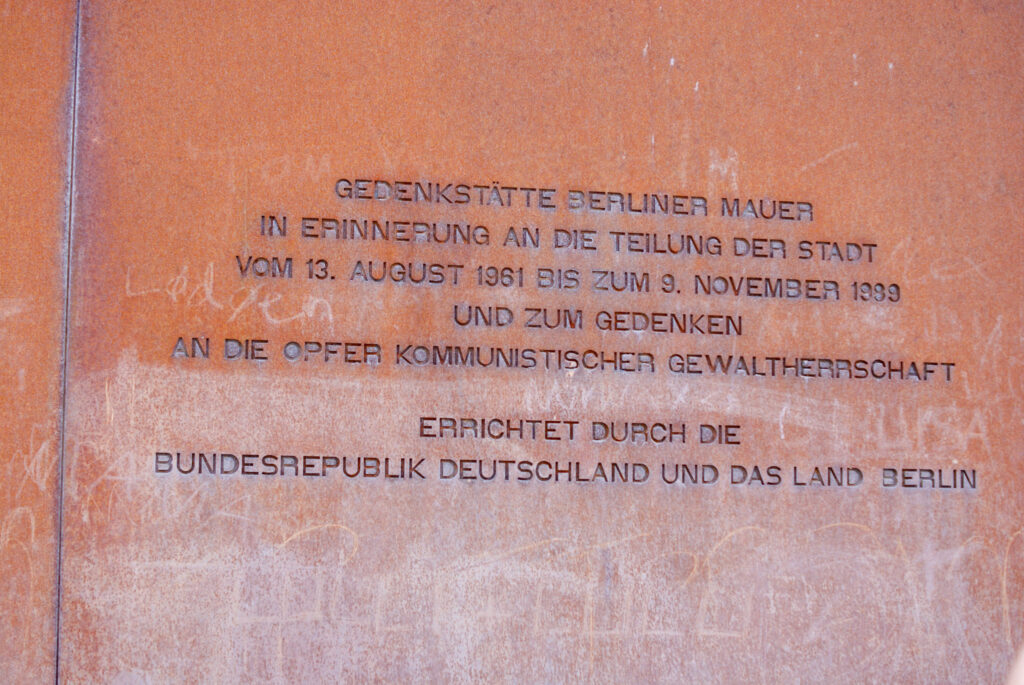 GEDENKSTÄTTE BERLINER MAUER
IN ERINNERUNG AN DIE TEILUNG DER STADT
VOM 13. AUGUST 1961 BIS ZUM 9. NOVEMBER 1989
UND ZUM GEDENKEN
AN DIE OPFER KOMMUNISTISCHER GEWALTHERRSCHAFT
ERRICHTET DURCH DIE
BUNDESREPUBLIK DEUTSCHLAND UND DAS LAND BERLIN